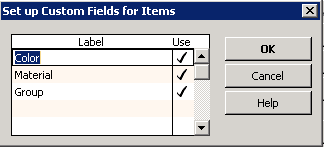 Set up Custom Fields for Items
Label Use
Color
Material
Group
OK
Cancel
Help